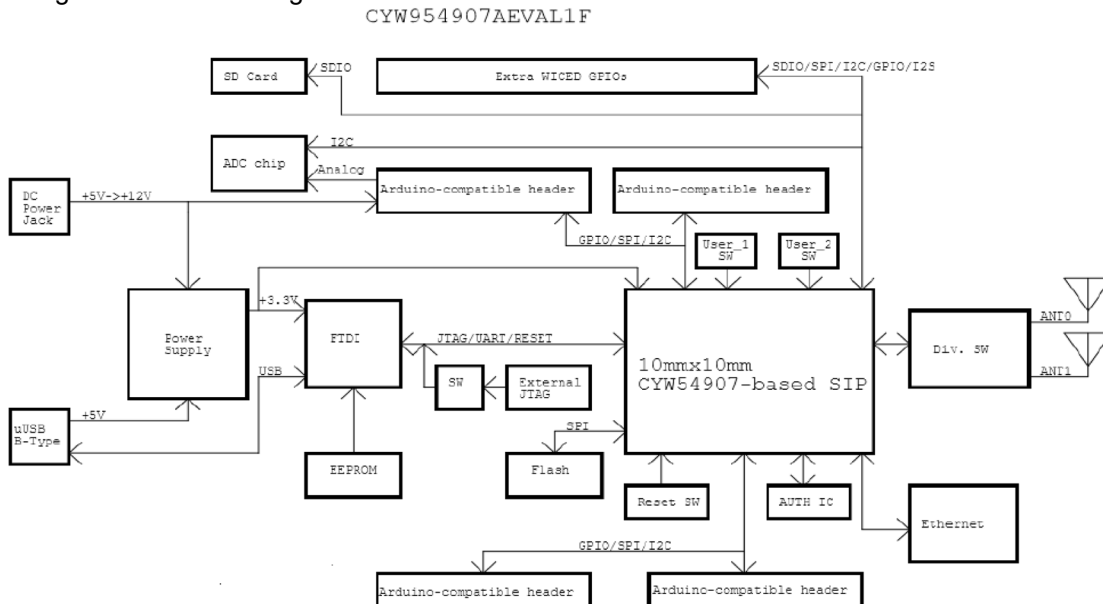 CYW954907AEVAL1F
SD Card
SDIO
Extra WICED GPIOs
SDIO/SPI/I2C/GPIO/I2S
I2C
ADC chip
Analog
Arduino-compatible header
Arduino-compatible header
DC
Power
Jack
+5V->+12V
GPIO/SPI/I2C
User_1
SW
User_2
SW
+3.3V
Power
Supply
FTDI
JTAG/UART/RESET
10mmx10mm
CYW54907-based SIP
Div. SW
ANT0
ANT1
USB
SW
External
JTAG
uUSB
B-Type
+5V
SPI
EEPROM
Flash
Reset SW
AUTH IC
Ethernet
GPIO/SPI/I2C
Arduino-compatible header
Arduino-compatible header